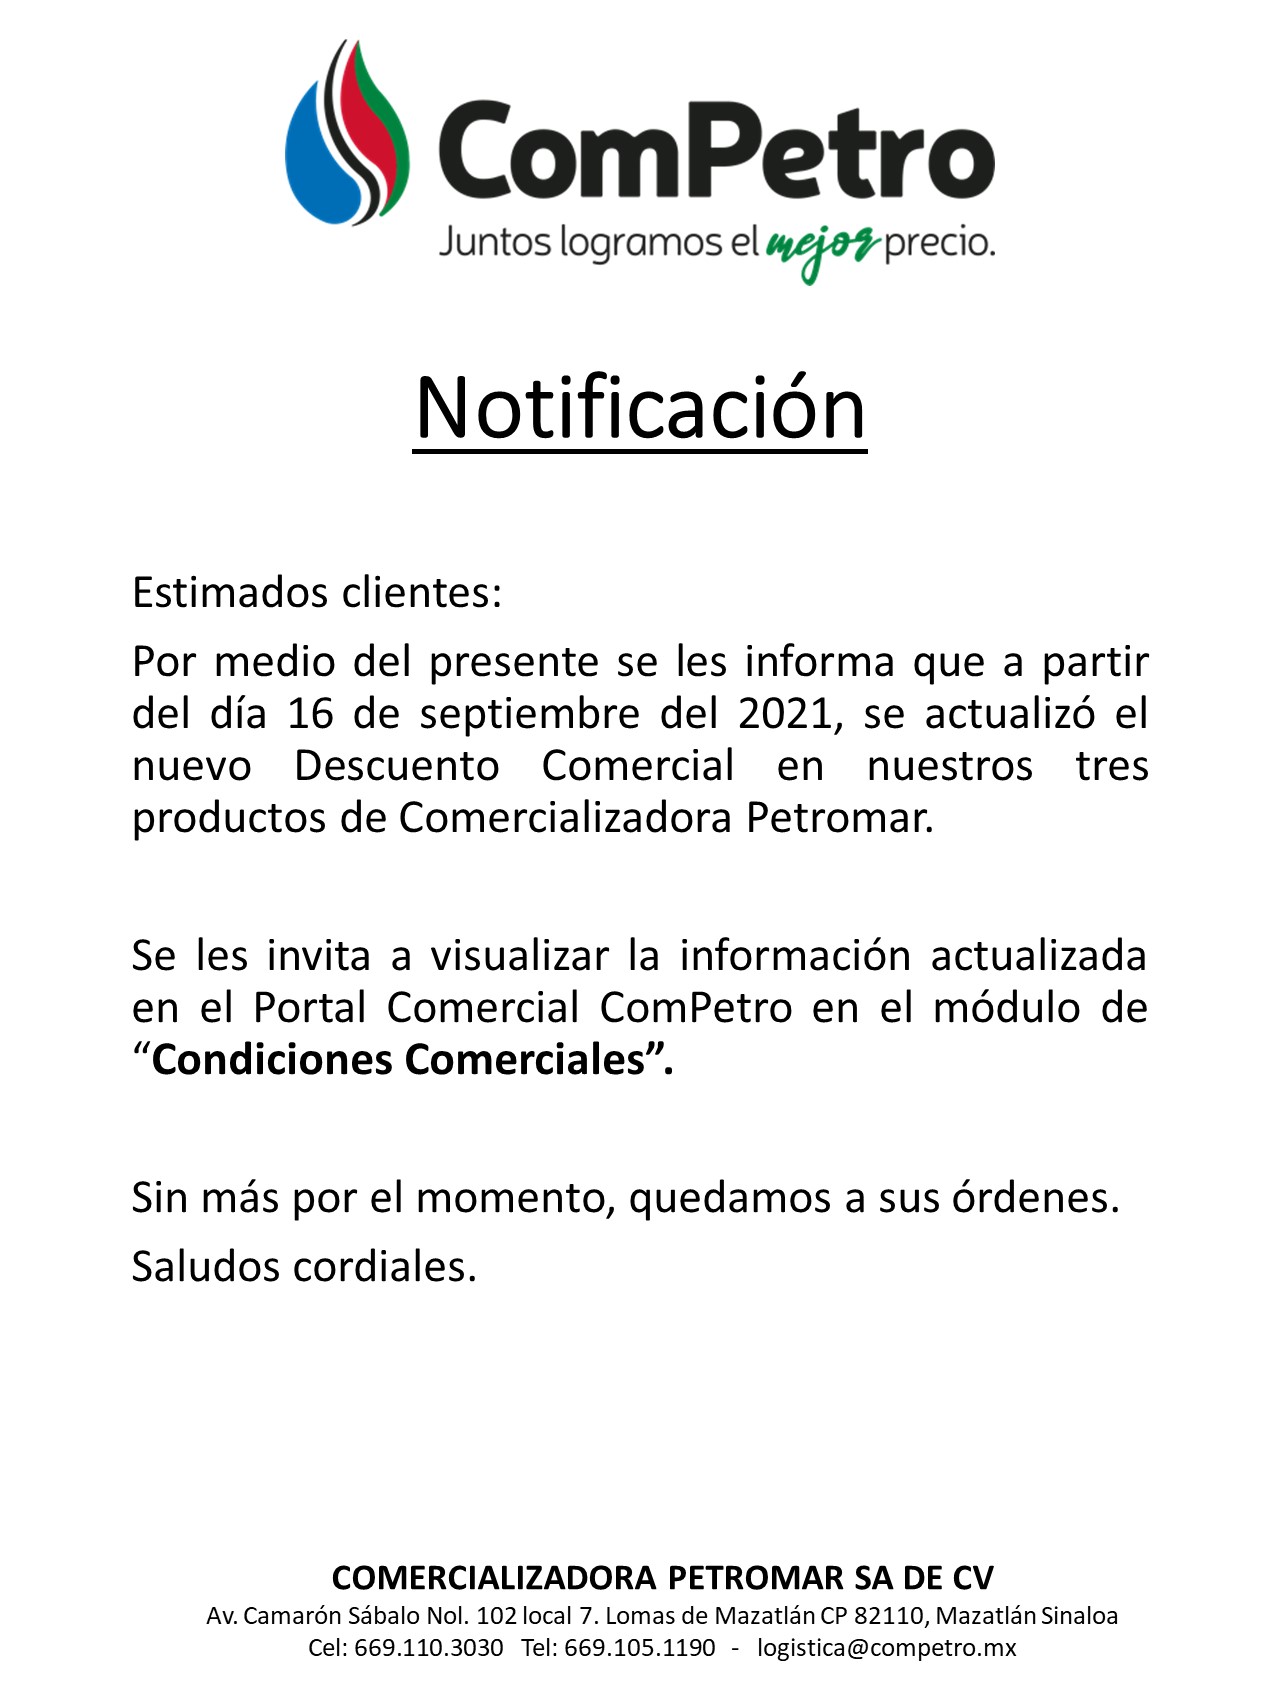 ComPetro
Juntos logramos el mejor precio.
Notificación
Estimados clientes:
Por medio del presente se les informa que a partir
del día 16 de septiembre del 2021, se actualizó el
nuevo Descuento Comercial en nuestros tres
productos de Comercializadora Petromar.
Se les invita a visualizar la información actualizada
en el Portal Comercial ComPetro en el módulo de
“Condiciones Comerciales”.
Sin más por el momento, quedamos a sus órdenes.
Saludos cordiales.
COMERCIALIZADORA PETROMAR SA DE CV
Av. Camarón Sábalo Nol. 102 local 7. Lomas de Mazatlán CP 82110, Mazatlán Sinaloa
Cel: 669.110.3030 Tel: 669.105.1190 - logistica@competro.mx